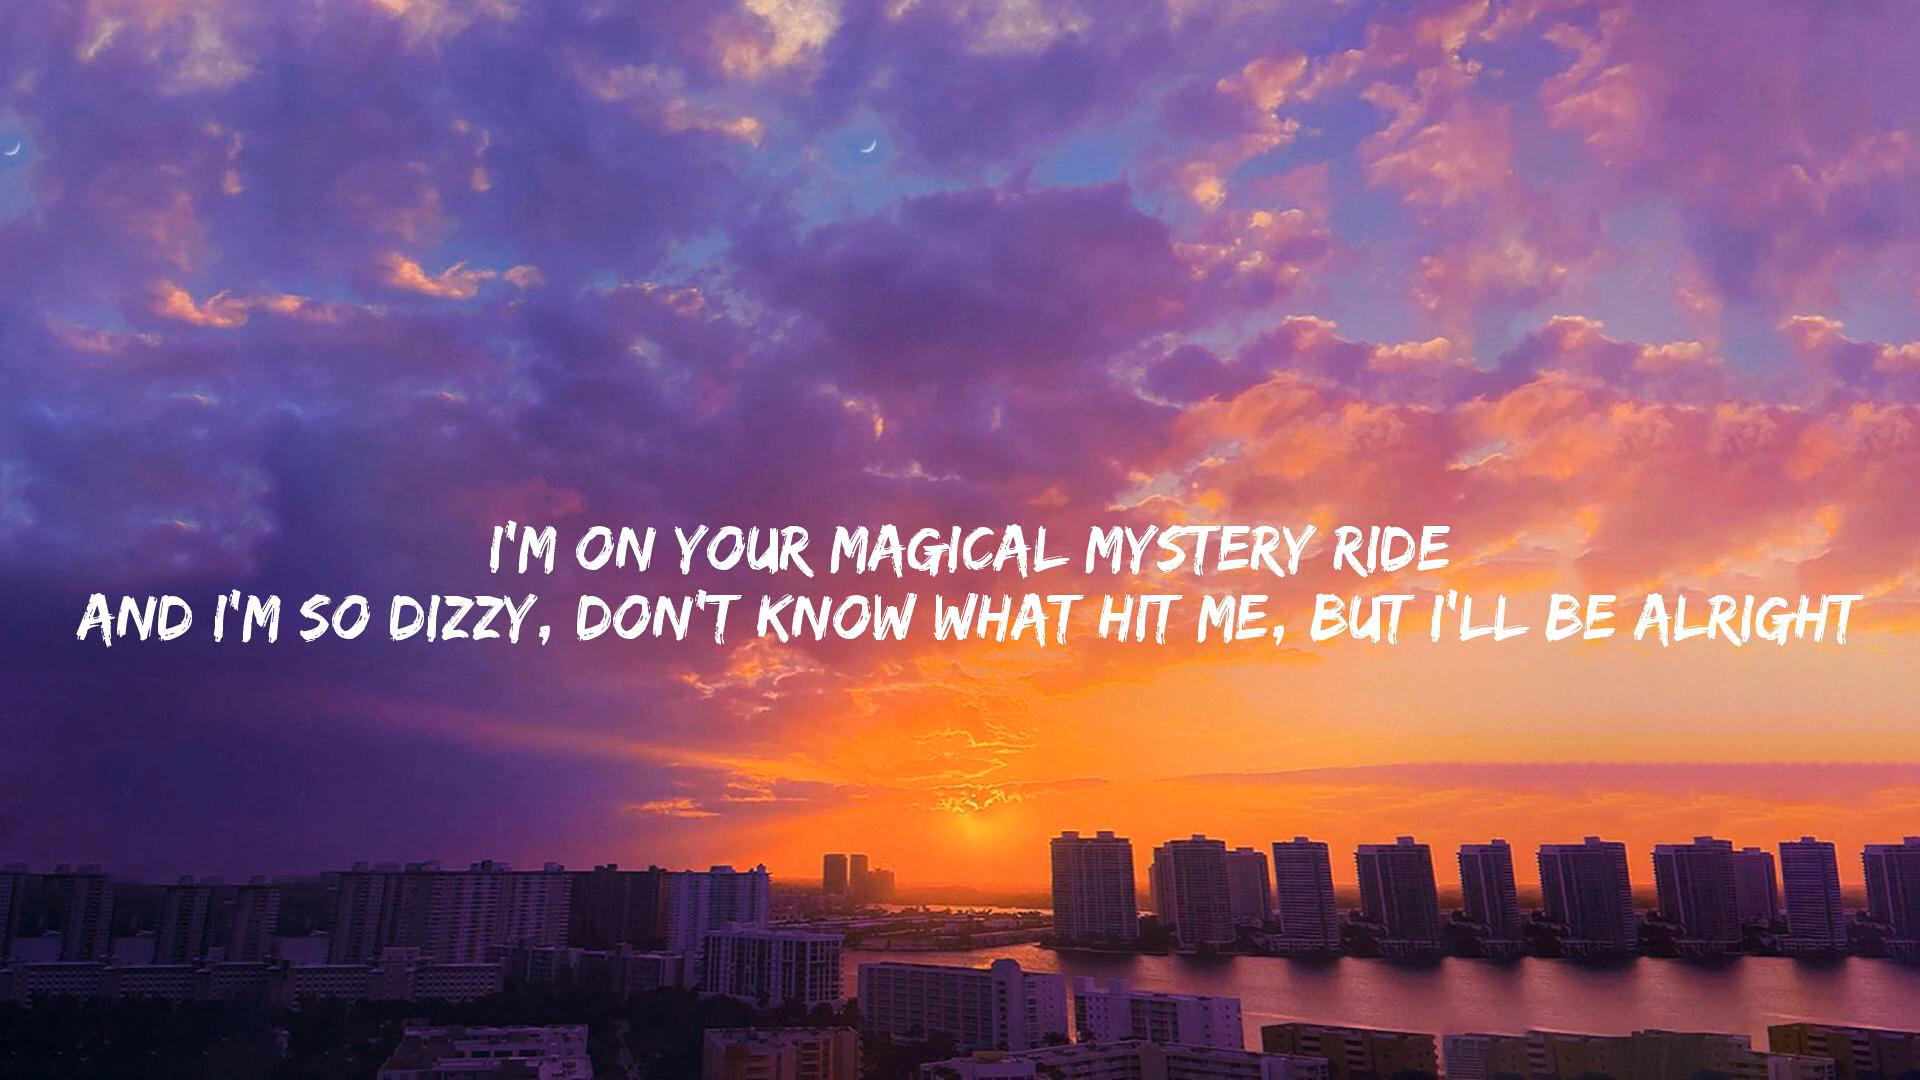 I'M ON YOUR MAGICAL MYSTERY RIDE
AND I'M SO DIZZY, DON'T KNOW WHAT HIT ME, BUT I'LL BE ALRIGHT